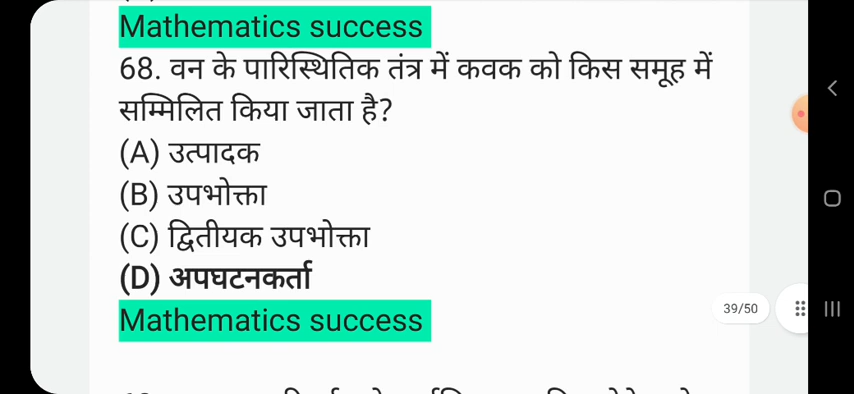 Mathematics success
68. वन के पारिस्थितिक तंत्र में कवक को किस समूह में
सम्मिलित किया जाता है?
(A) उत्पादक
(B) उपभोक्ता
(C) द्वितीयक उपभोक्ता
(D) अपघटनकर्ता
39/50
Mathematics success